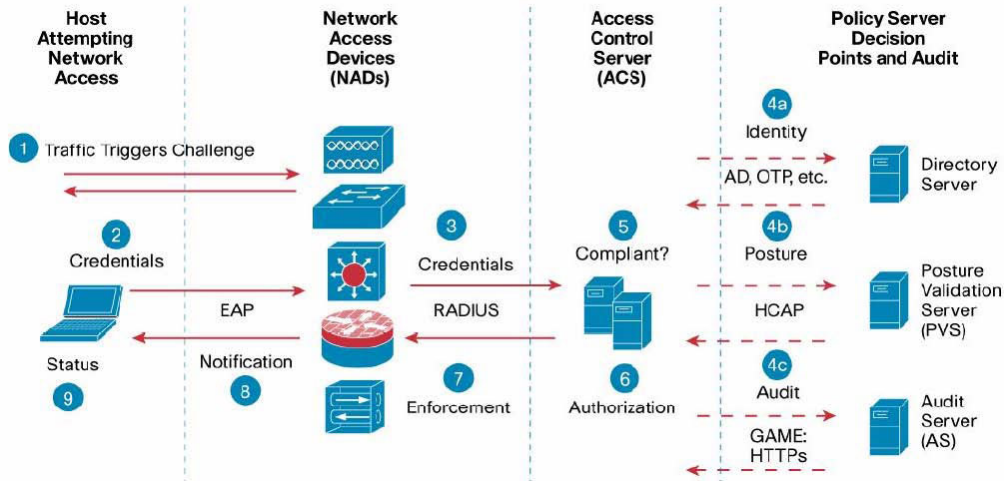 Host
Attempting
Network
Access
Network
Access
Devices
(NADs)
Access
Control
Server
(ACS)
Policy Server
Decision
Points and Audit
1 Traffic Triggers Challenge
2
Credentials
EAP
Notification
8
Status
9
3
Credentials
RADIUS
7
Enforcement
5
Compliant?
6
Authorization
4a
Identity
AD, OTP, etc.
Directory
Server
4b
Posture
HCAP
Posture
Validation
Server
(PVS)
4c
Audit
GAME:
HTTPs
Audit
Server
(AS)